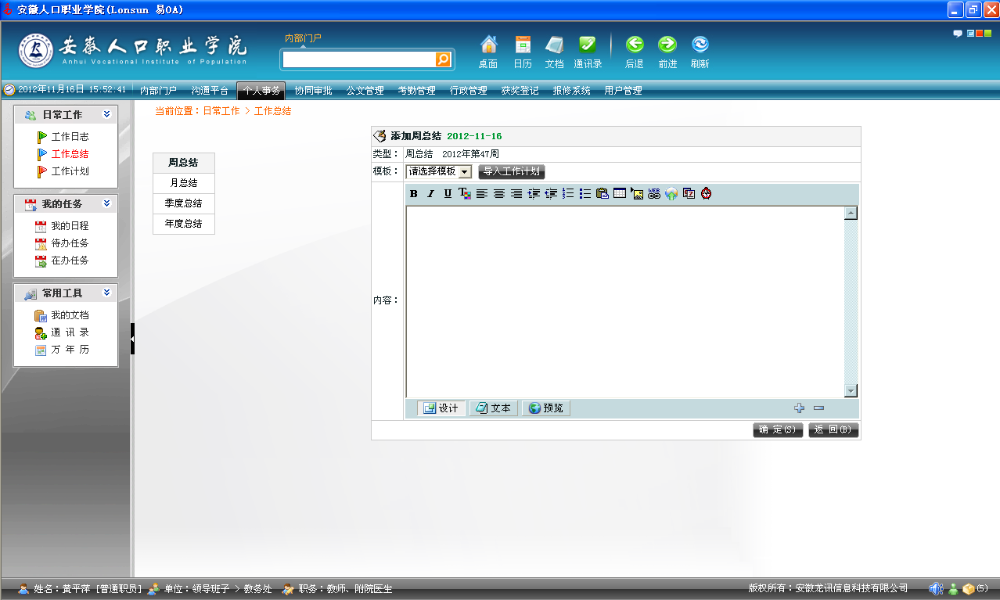 安徽人口职业学院(Lonsun 易OA)
安徽人口职业学院
Anhui Vocational Institute of Population
内部门户
桌面 日历 文档 通讯录 后退 前进 刷新
2012年11月16日 15:52:41 内部门户 沟通平台 个人事务 协同审批 公文管理 考勤管理 行政管理 获奖登记 报修系统 用户管理
日常工作
工作日志
工作总结
工作计划
我的任务
我的日程
待办任务
在办任务
常用工具
我的文档
通 讯 录
万 年 历
当前位置：日常工作 > 工作总结
周总结
月总结
季度总结
年度总结
添加周总结 2012-11-16
类型： 周总结 2012年第47周
模板： 请选择模板 导入工作计划
B I U T WEB
内容：
设计 文本 预览
确 定(S) 返 回(B)
姓名：黄平萍 [普通职员] 单位：领导班子 > 教务处 职务：教师、附院医生
版权所有：安徽龙讯信息科技有限公司 (5)